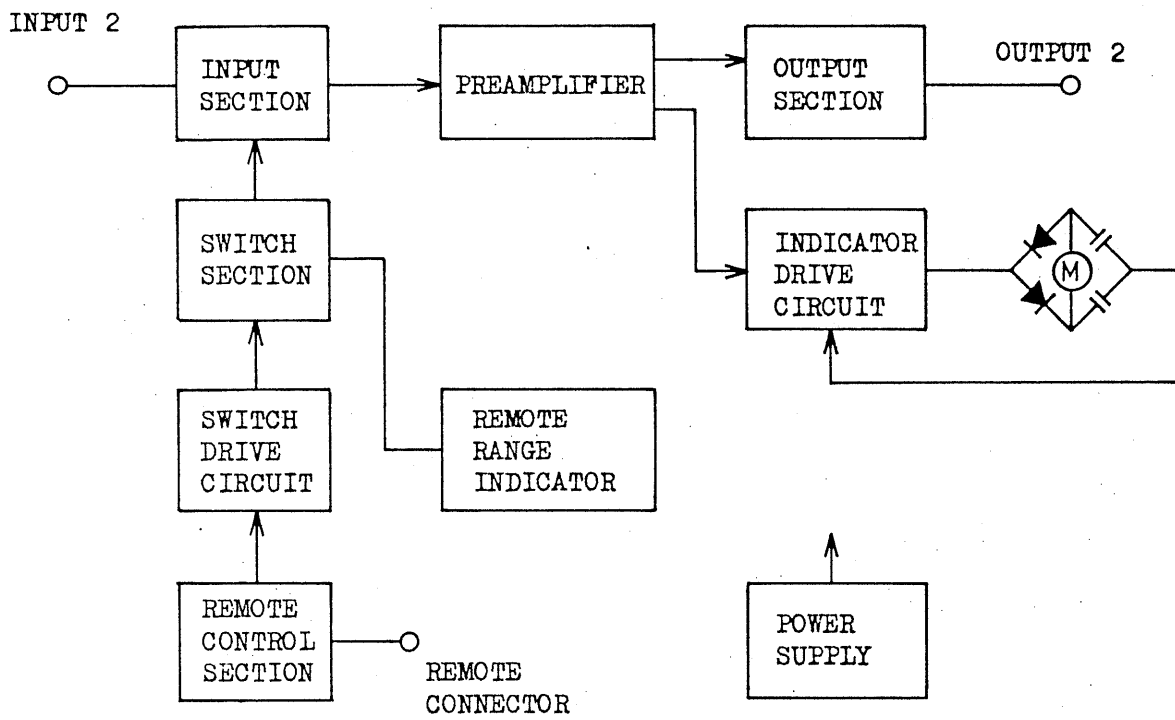 INPUT 2
INPUT
SECTION
PREAMPLIFIER
OUTPUT
SECTION
OUTPUT 2
SWITCH
SECTION
INDICATOR
DRIVE
CIRCUIT
M
SWITCH
DRIVE
CIRCUIT
REMOTE
RANGE
INDICATOR
REMOTE
CONTROL
SECTION
REMOTE
CONNECTOR
POWER
SUPPLY